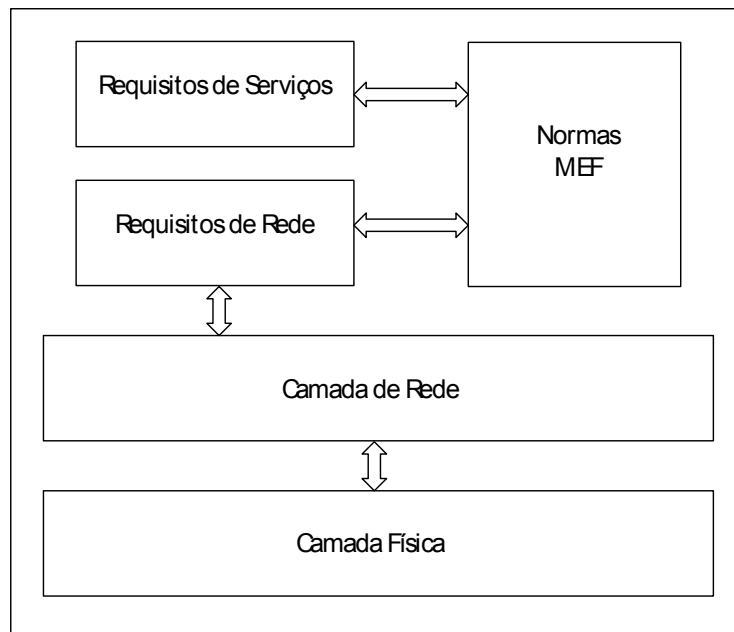 Requisitos de Serviços
Normas
MEF
Requisitos de Rede
Camada de Rede
Camada Física